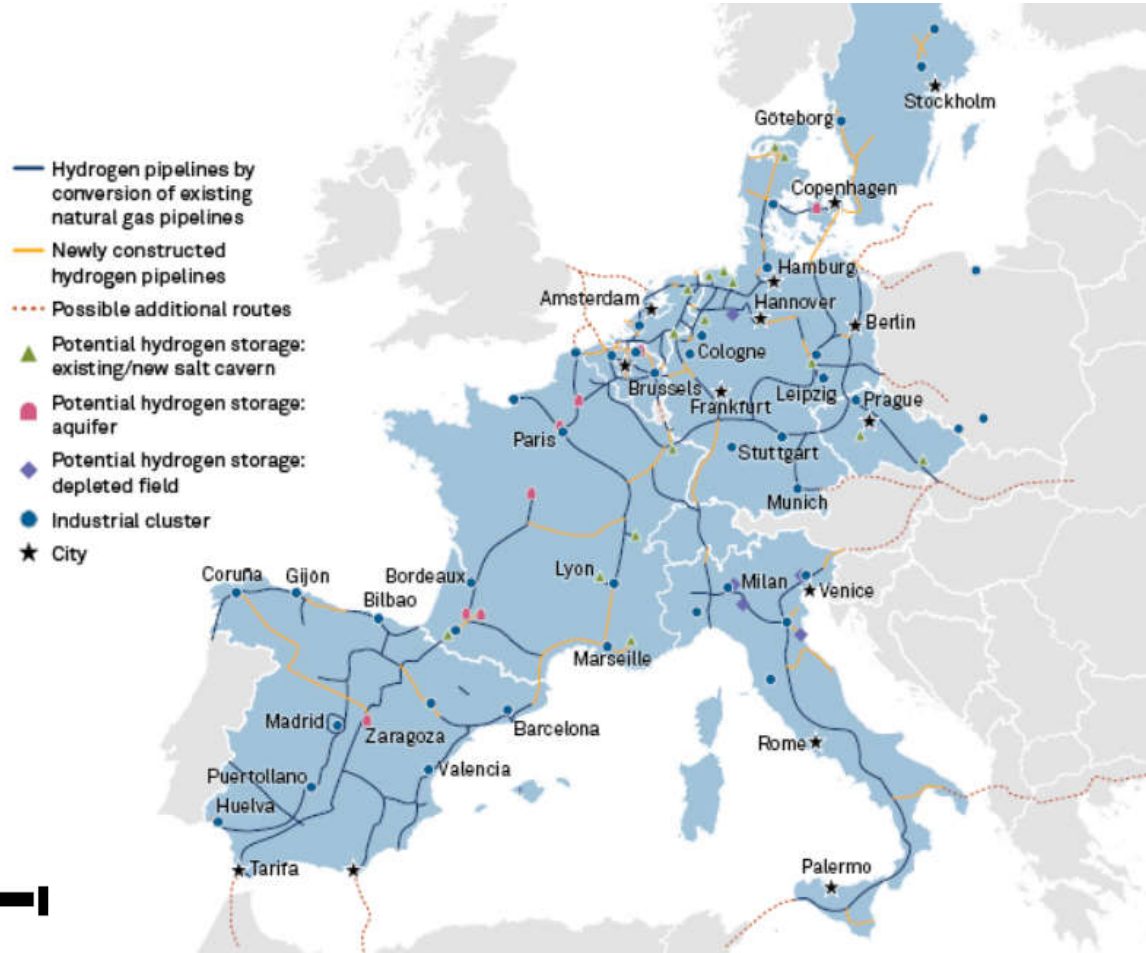 Hydrogen pipelines by
conversion of existing
natural gas pipelines
Newly constructed
hydrogen pipelines
Possible additional routes
Potential hydrogen storage:
existing/new salt cavern
Potential hydrogen storage:
aquifer
Potential hydrogen storage:
depleted field
Industrial cluster
City
Stockholm
Göteborg
Copenhagen
Hamburg
Amsterdam
Hannover
Berlin
Cologne
Brussels
Frankfurt
Leipzig
Prague
Paris
Stuttgart
Munich
Coruña
Gijón
Bilbao
Bordeaux
Lyon
Milan
Venice
Marseille
Madrid
Zaragoza
Barcelona
Rome
Puertollano
Valencia
Huelva
Tarifa
Palermo